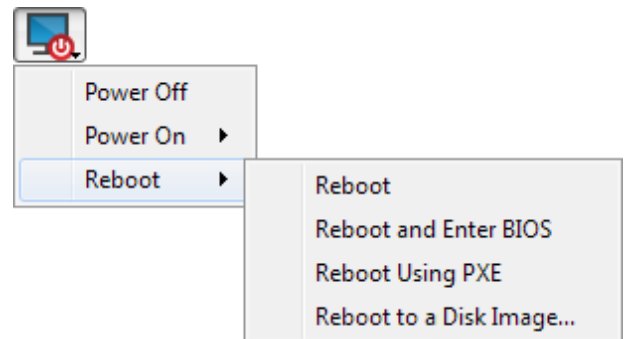 Power Off
Power On
Reboot
Reboot
Reboot and Enter BIOS
Reboot Using PXE
Reboot to a Disk Image...